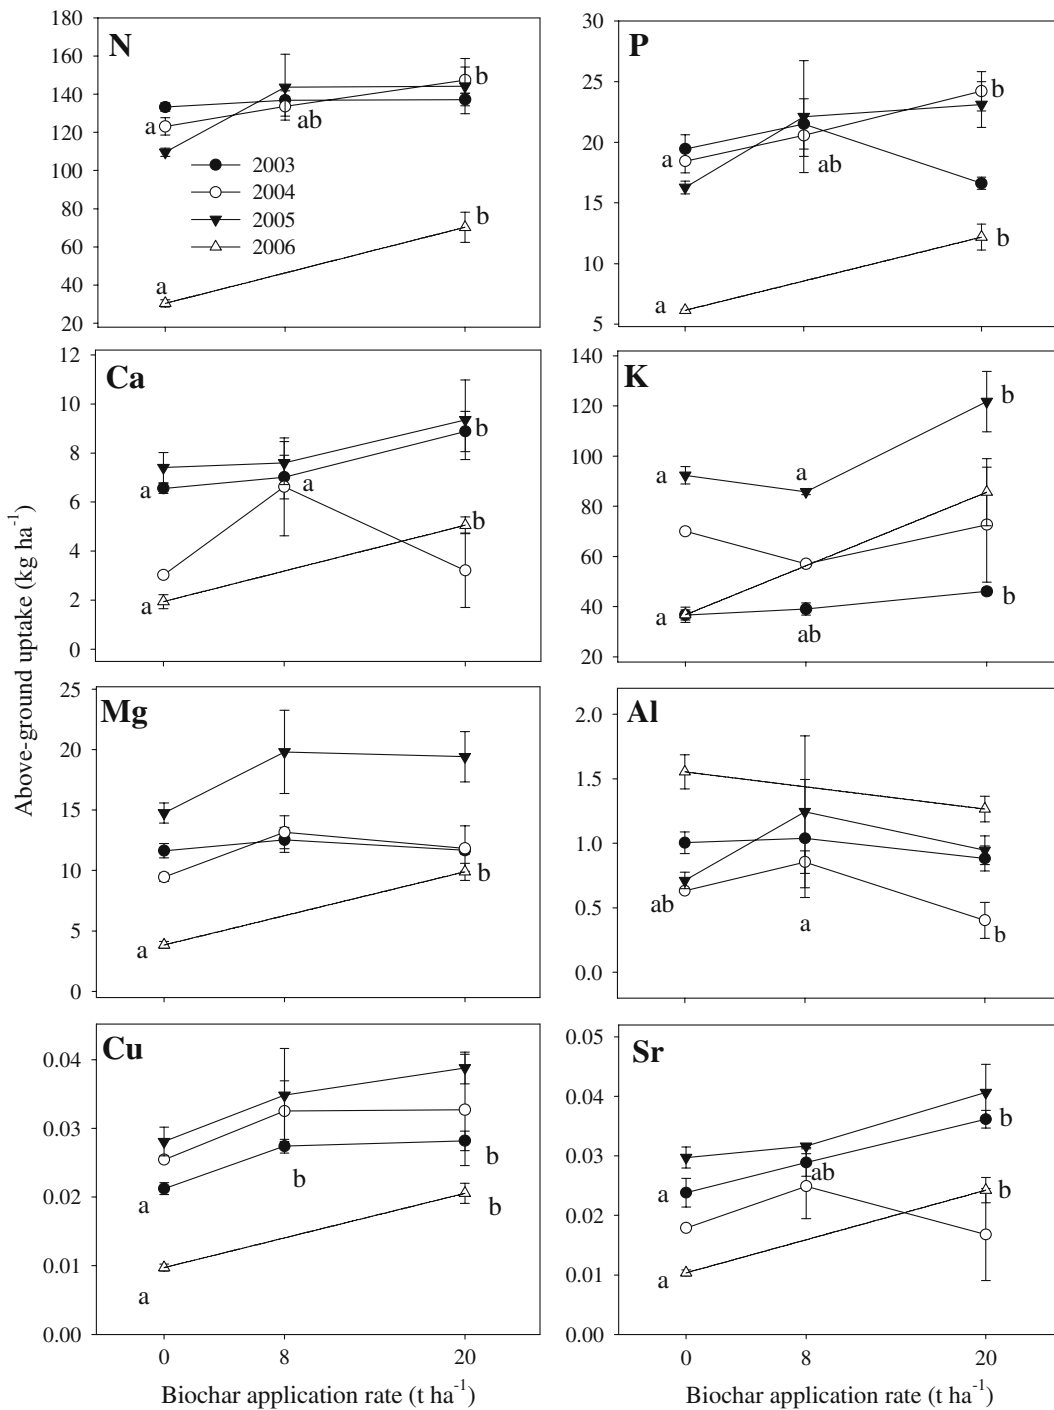 Above-ground uptake (kg ha-1)
N
180
160
140
120
100
80
60
40
20
a
ab
b
2003
2004
2005
2006
a
b
P
30
25
20
15
10
5
a
ab
b
a
b
Ca
12
10
8
6
4
2
0
a
a
b
a
b
K
140
120
100
80
60
40
20
a
a
b
a
ab
b
Mg
25
20
15
10
5
0
a
b
Al
2.0
1.5
1.0
0.5
0.0
ab
a
b
Cu
0.04
0.03
0.02
0.01
0.00
a
b
b
a
b
0
8
20
Biochar application rate (t ha-1)
Sr
0.05
0.04
0.03
0.02
0.01
0.00
a
ab
b
a
b
0
8
20
Biochar application rate (t ha-1)